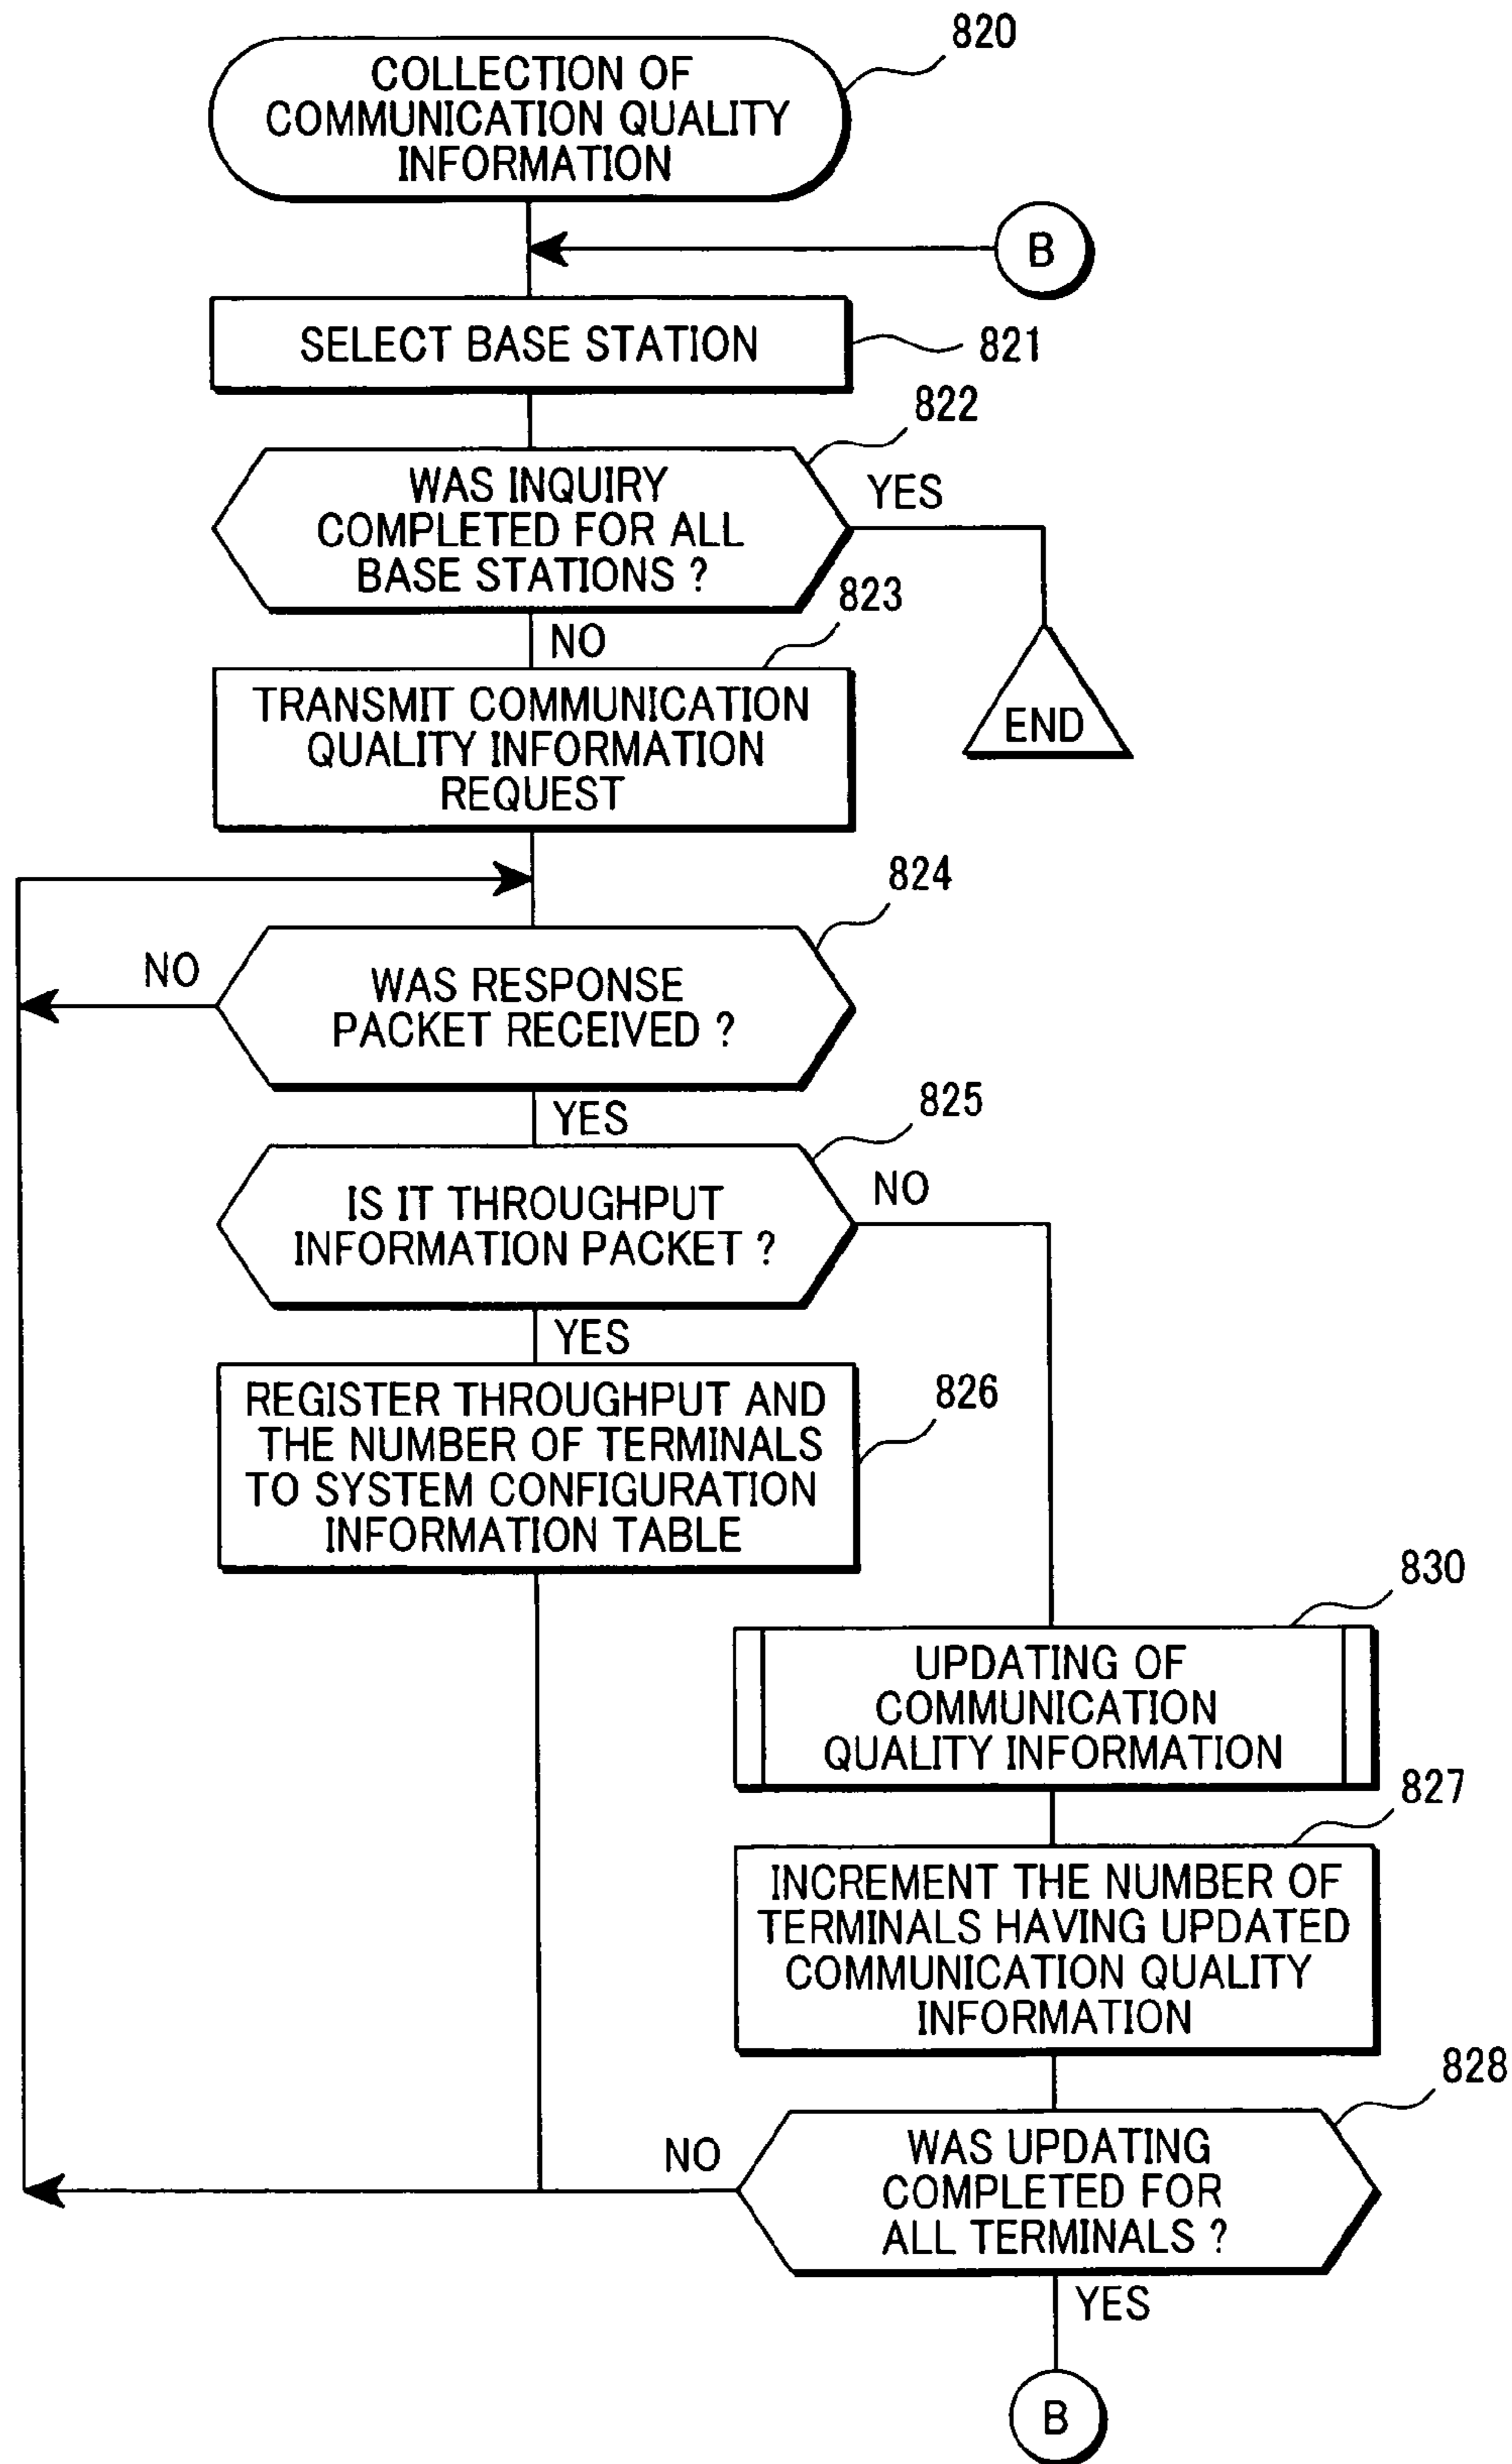 820
COLLECTION OF
COMMUNICATION QUALITY
INFORMATION
B
SELECT BASE STATION
821
822
WAS INQUIRY
COMPLETED FOR ALL
BASE STATIONS ?
YES
823
NO
END
TRANSMIT COMMUNICATION
QUALITY INFORMATION
REQUEST
824
NO
WAS RESPONSE
PACKET RECEIVED ?
825
YES
NO
IS IT THROUGHPUT
INFORMATION PACKET ?
YES
826
REGISTER THROUGHPUT AND
THE NUMBER OF TERMINALS
TO SYSTEM CONFIGURATION
INFORMATION TABLE
830
UPDATING OF
COMMUNICATION
QUALITY INFORMATION
827
INCREMENT THE NUMBER OF
TERMINALS HAVING UPDATED
COMMUNICATION QUALITY
INFORMATION
828
NO
WAS UPDATING
COMPLETED FOR
ALL TERMINALS ?
YES
B